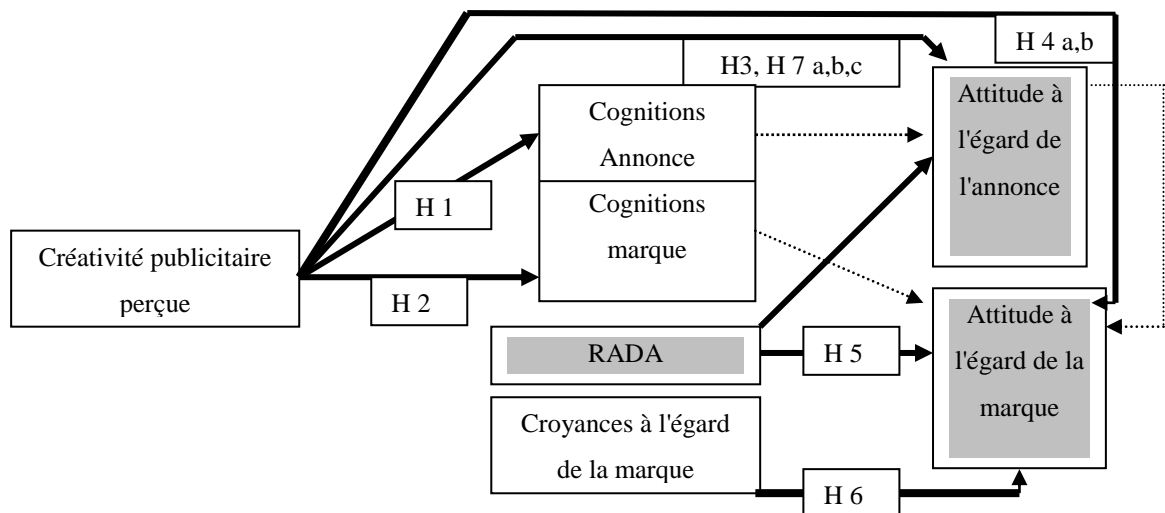 H 4 a,b
H3, H 7 a,b,c
Cognitions
Annonce
Attitude à
l'égard de
l'annonce
H 1
Cognitions
marque
Créativité publicitaire
perçue
H 2
RADA
H 5
Attitude à
l'égard de la
marque
Croyances à l'égard
de la marque
H 6